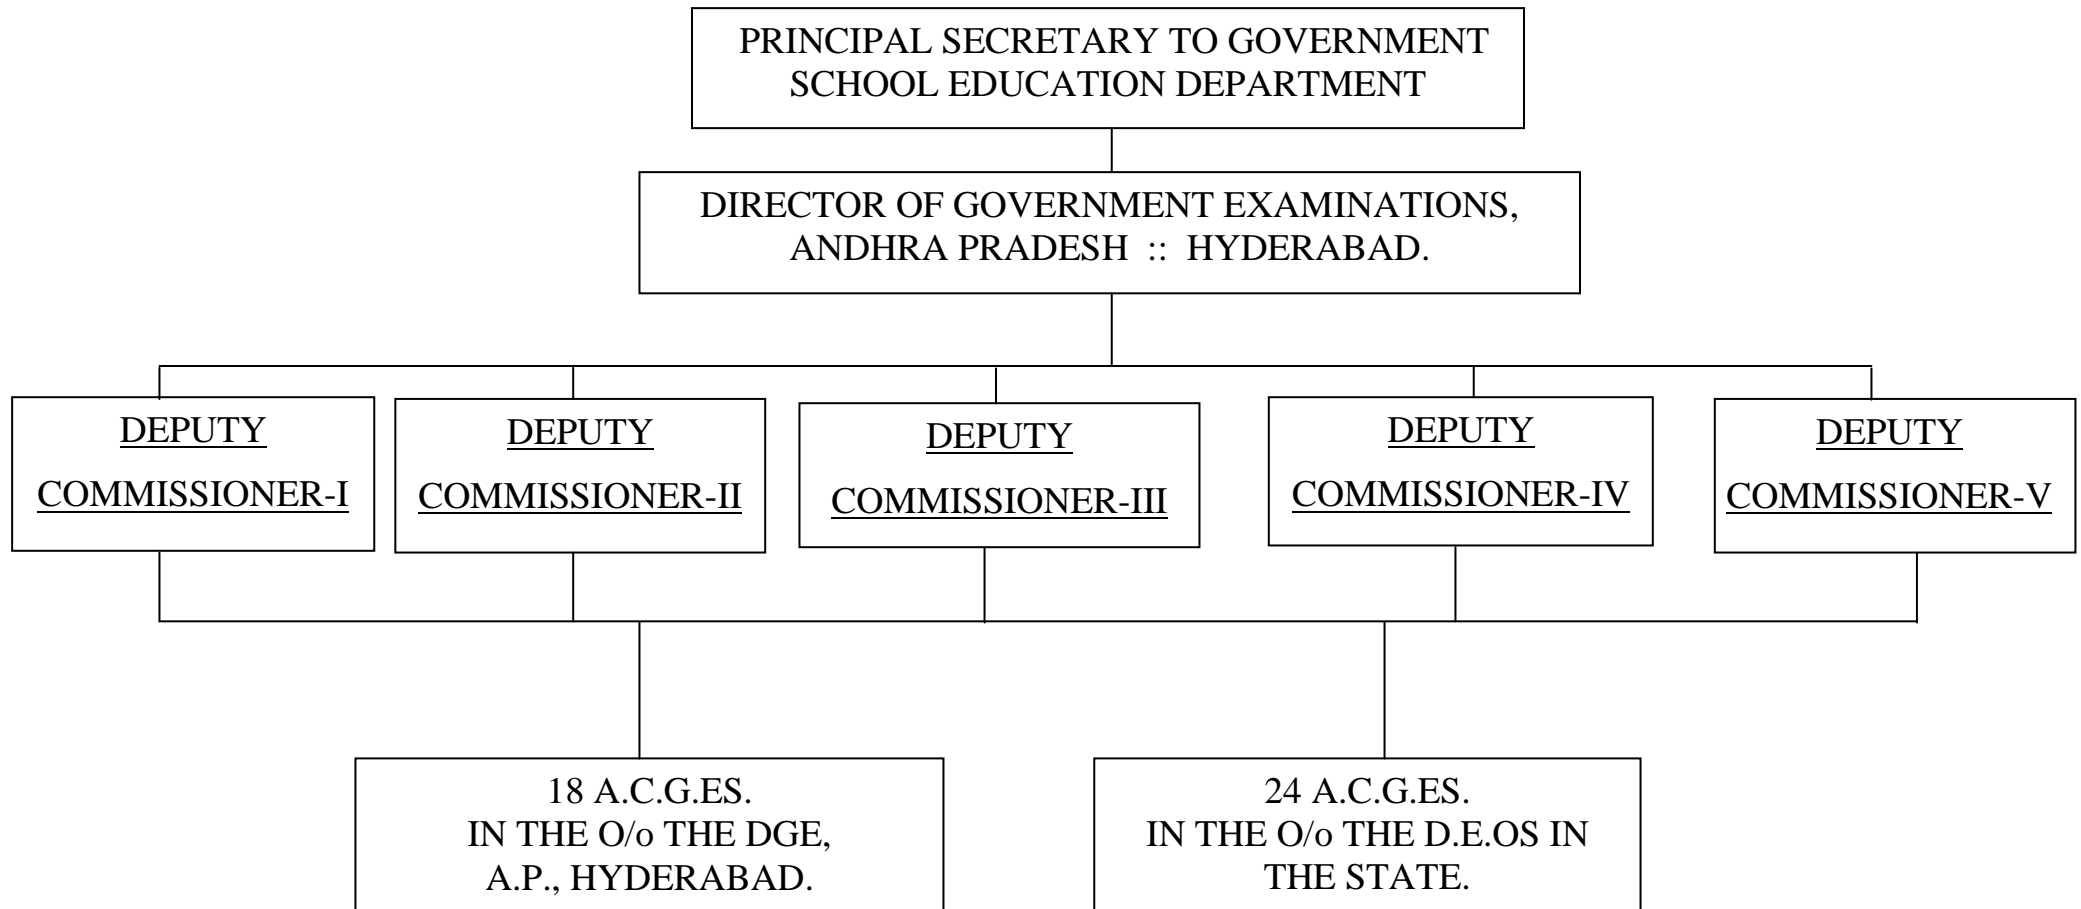 PRINCIPAL SECRETARY TO GOVERNMENT
SCHOOL EDUCATION DEPARTMENT
DIRECTOR OF GOVERNMENT EXAMINATIONS,
ANDHRA PRADESH :: HYDERABAD.
DEPUTY
COMMISSIONER-I
DEPUTY
COMMISSIONER-II
DEPUTY
COMMISSIONER-III
DEPUTY
COMMISSIONER-IV
DEPUTY
COMMISSIONER-V
18 A.C.G.ES.
IN THE O/o THE DGE,
A.P., HYDERABAD.
24 A.C.G.ES.
IN THE O/o THE D.E.OS IN
THE STATE.